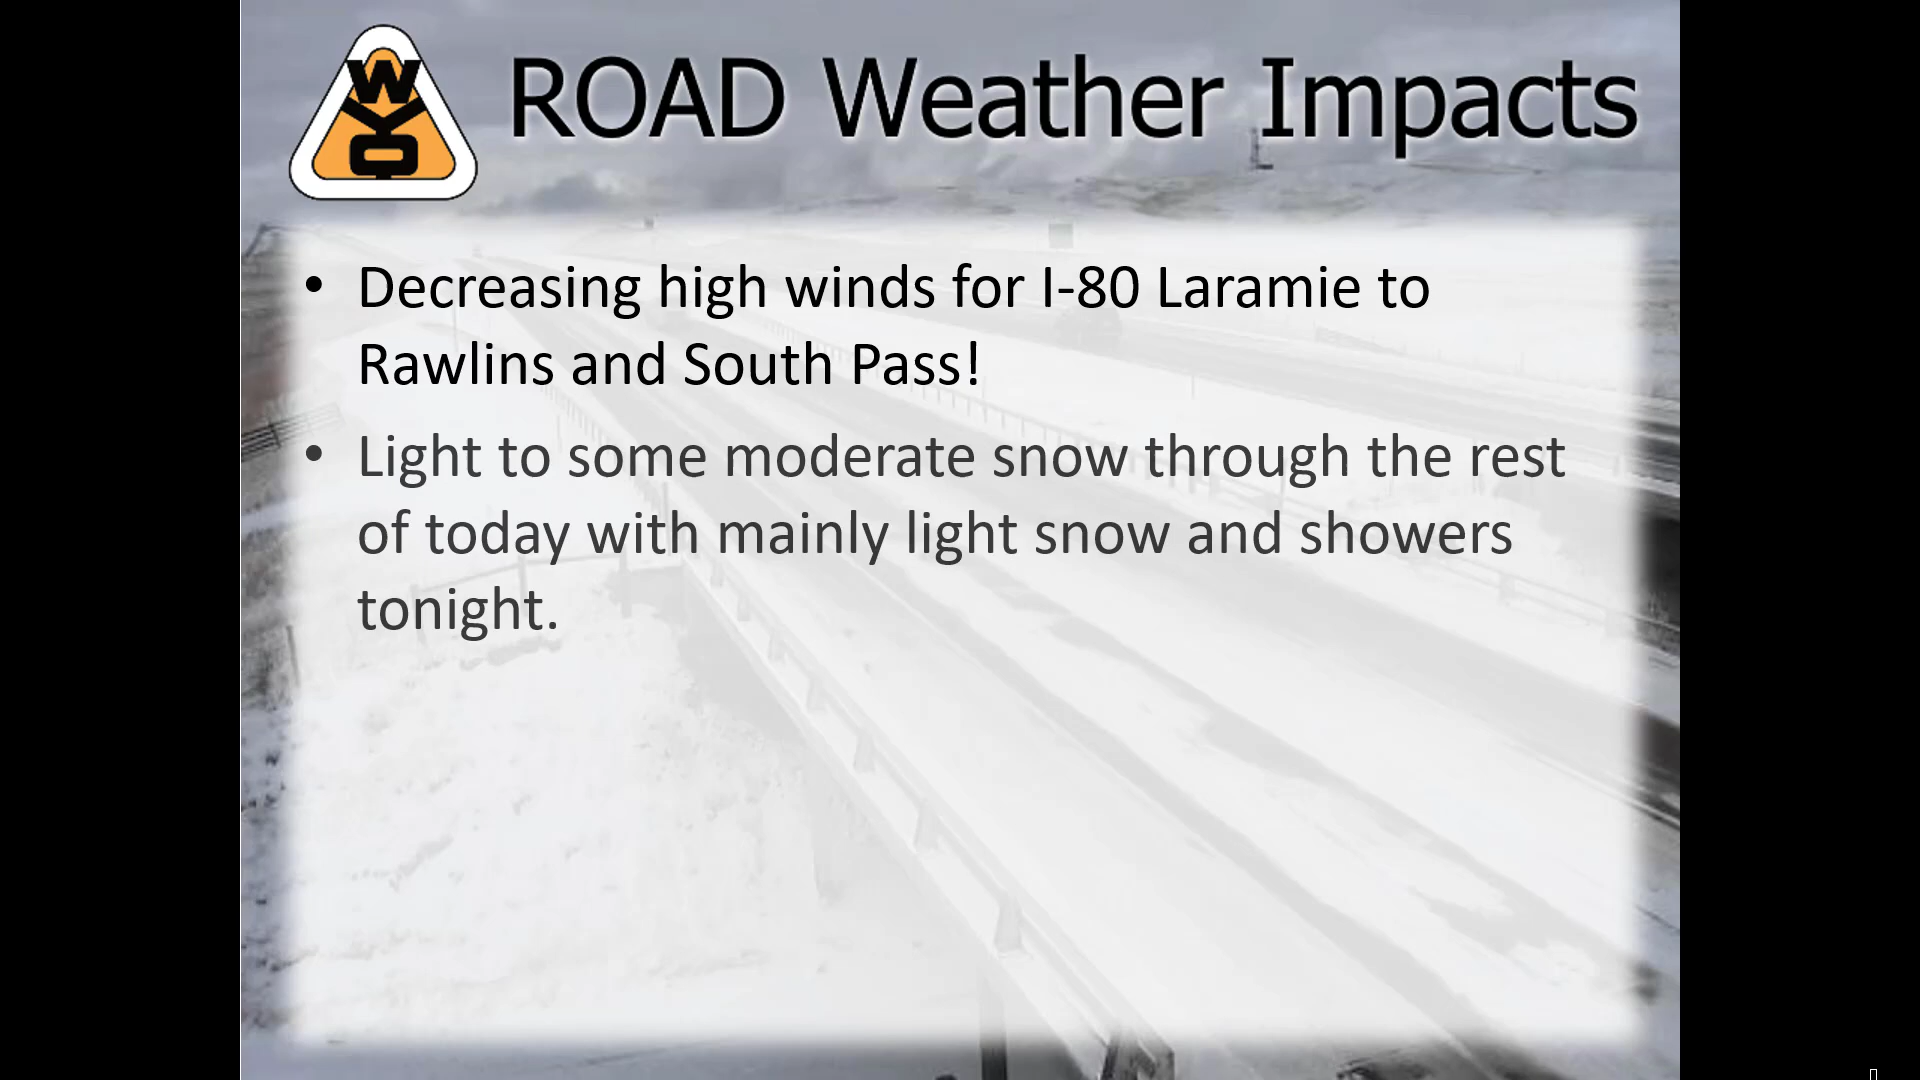 WYO
ROAD Weather Impacts
• Decreasing high winds for I-80 Laramie to
Rawlins and South Pass!
• Light to some moderate snow through the rest
of today with mainly light snow and showers
tonight.